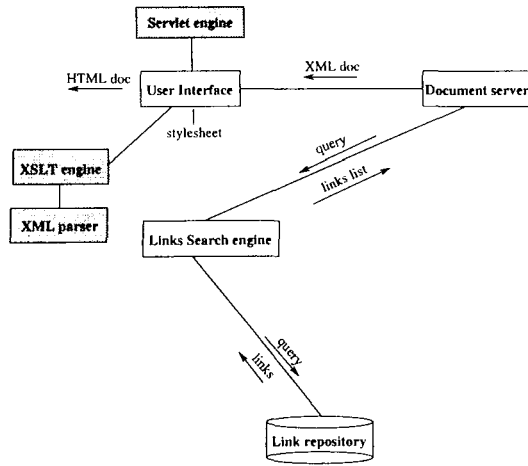 Servlet engine
HTML doc
XML doc
User Interface
Document server
stylesheet
query
links list
XSLT engine
XML parser
Links Search engine
query
links
Link repository